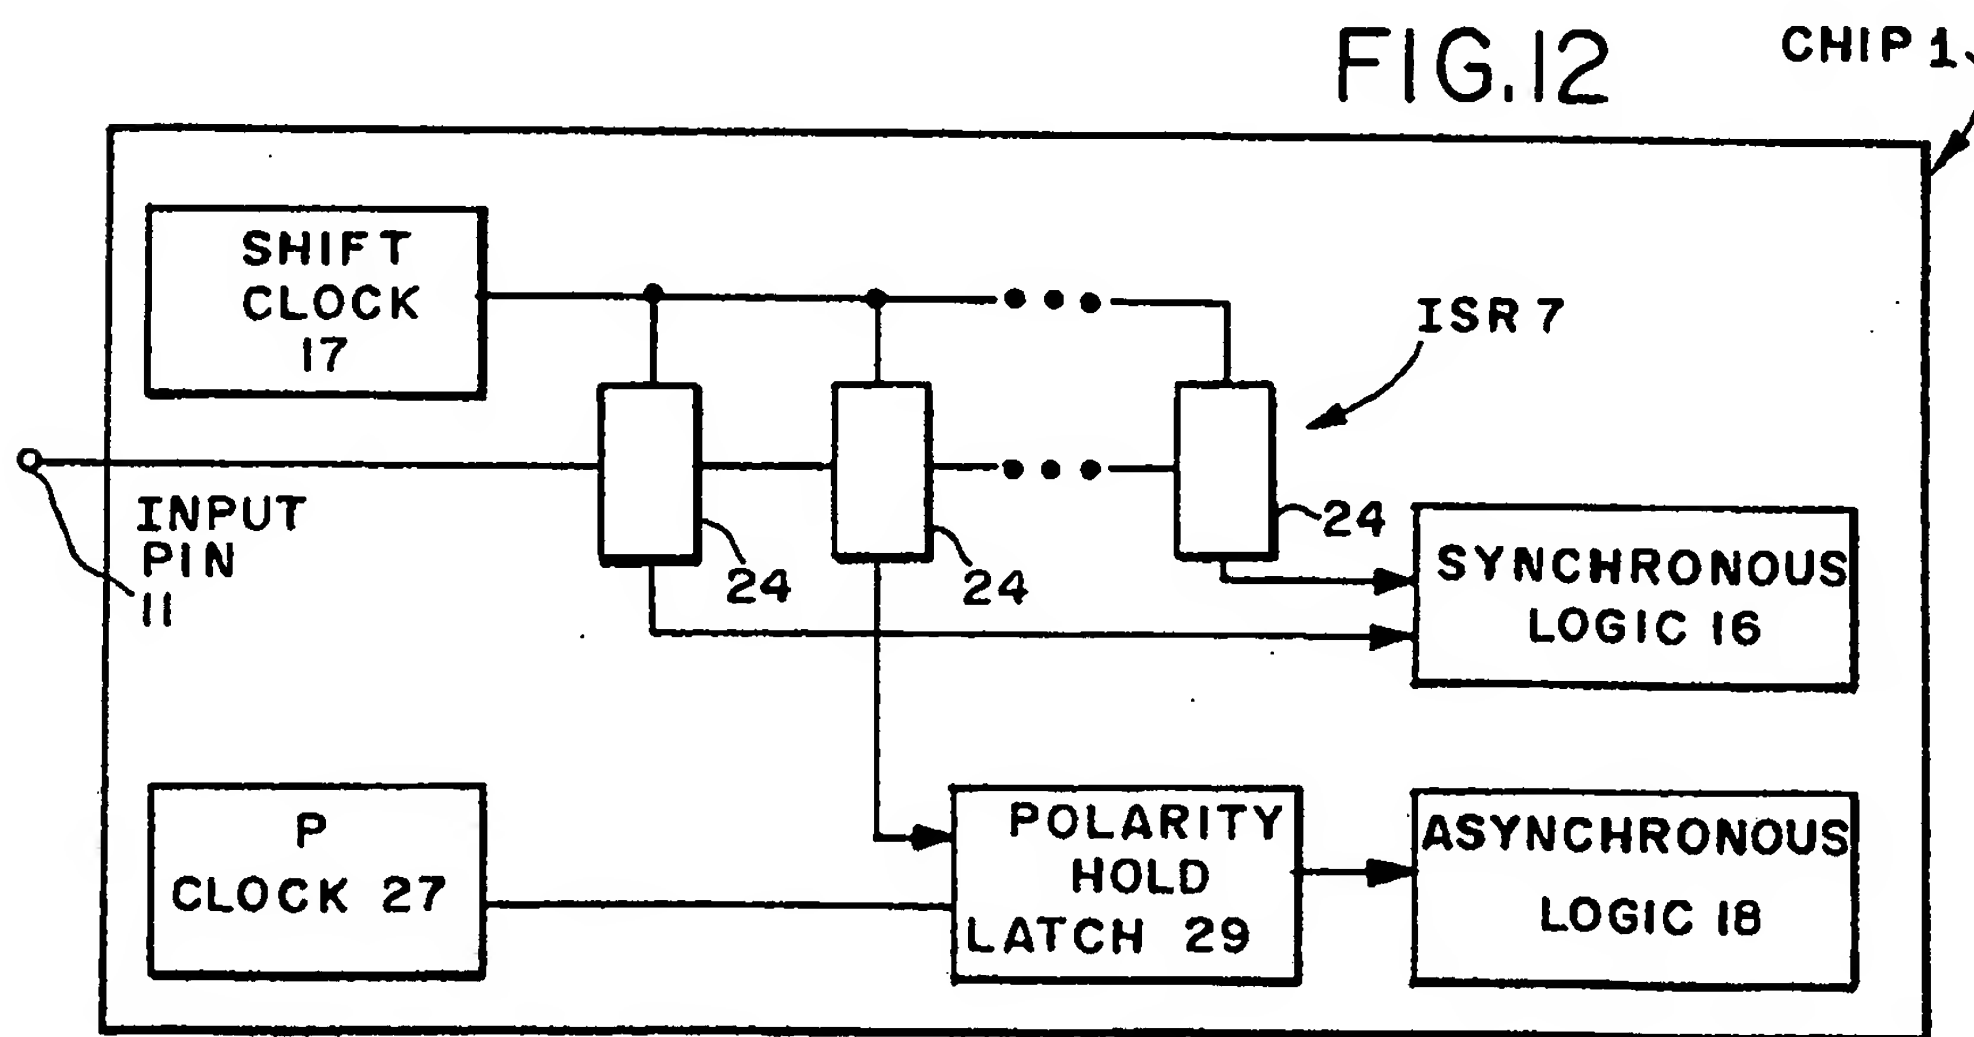 FIG.12
CHIP 1
SHIFT
CLOCK
17
ISR 7
INPUT
PIN
11
24
24
24
SYNCHRONOUS
LOGIC 16
P
CLOCK 27
POLARITY
HOLD
LATCH 29
ASYNCHRONOUS
LOGIC 18